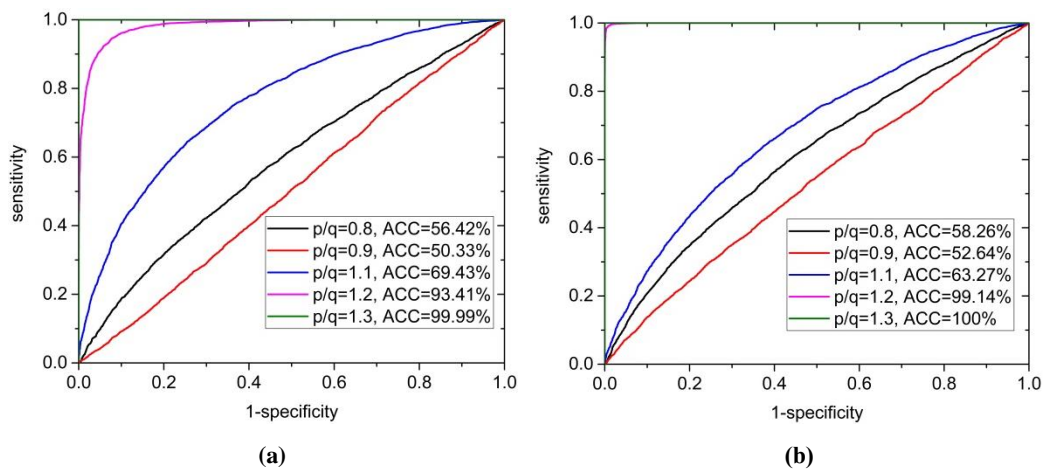 1.0
0.8
0.6
0.4
0.2
0.0
sensitivity
0.0 0.2 0.4 0.6 0.8 1.0
1-specificity
p/q=0.8, ACC=56.42%
p/q=0.9, ACC=50.33%
p/q=1.1, ACC=69.43%
p/q=1.2, ACC=93.41%
p/q=1.3, ACC=99.99%
(a)
1.0
0.8
0.6
0.4
0.2
0.0
sensitivity
0.0 0.2 0.4 0.6 0.8 1.0
1-specificity
p/q=0.8, ACC=58.26%
p/q=0.9, ACC=52.64%
p/q=1.1, ACC=63.27%
p/q=1.2, ACC=99.14%
p/q=1.3, ACC=100%
(b)